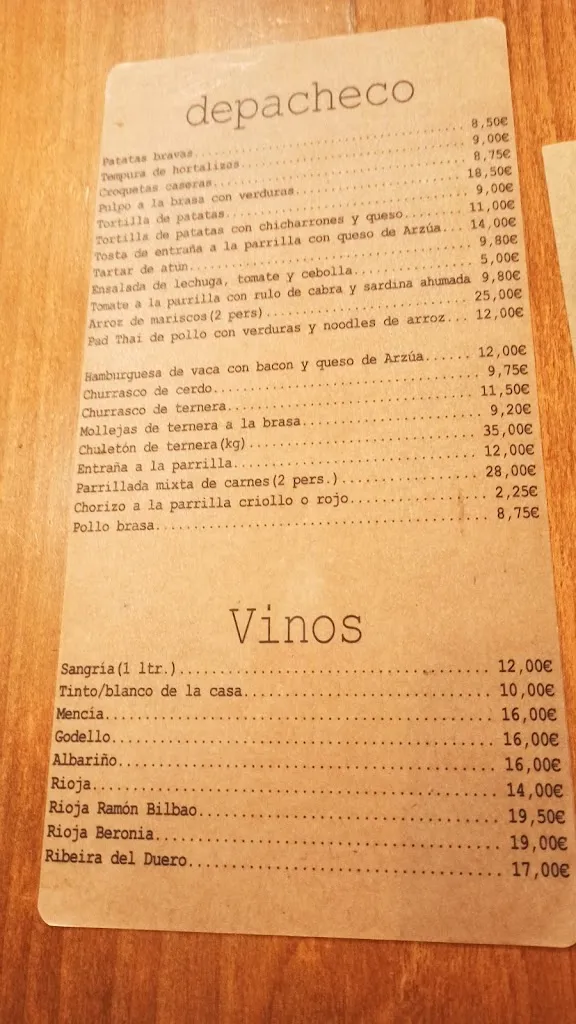 depacheco
Patatas bravas........................................ 8,50€
Tempura de hortalizos................................. 9,00€
Croquetas caseras..................................... 8,75€
Pulpo a la brasa con verduras......................... 18,50€
Tortilla de patatas................................... 9,00€
Tortilla de patatas con chicharrones y queso.......... 11,00€
Tosta de entraña a la parrilla con queso de Arzúa... 14,00€
Tartar de atun........................................ 9,80€
Ensalada de lechuga, tomate y cebolla................. 5,00€
Tomate a la parrilla con rulo de cabra y sardina ahumada 9,80€
Arroz de mariscos(2 pers)............................. 25,00€
Pad Thai de pollo con verduras y noodles de arroz... 12,00€
Hamburguesa de vaca con bacon y queso de Arzúa...... 12,00€
Churrasco de cerdo.................................... 9,75€
Churrasco de ternera.................................. 11,50€
Mollejas de ternera a la brasa........................ 9,20€
Chuletón de ternera(kg)............................... 35,00€
Entraña a la parrilla................................. 12,00€
Parrillada mixta de carnes(2 pers.)................... 28,00€
Chorizo a la parrilla criollo o rojo.................. 2,25€
Pollo brasa........................................... 8,75€
Vinos
Sangria(1 ltr.)....................................... 12,00€
Tinto/blanco de la casa............................... 10,00€
Mencia................................................ 16,00€
Godello............................................... 16,00€
Albariño.............................................. 16,00€
Rioja................................................. 14,00€
Rioja Ramón Bilbao.................................... 19,50€
Rioja Beronia......................................... 19,00€
Ribeira del Duero..................................... 17,00€